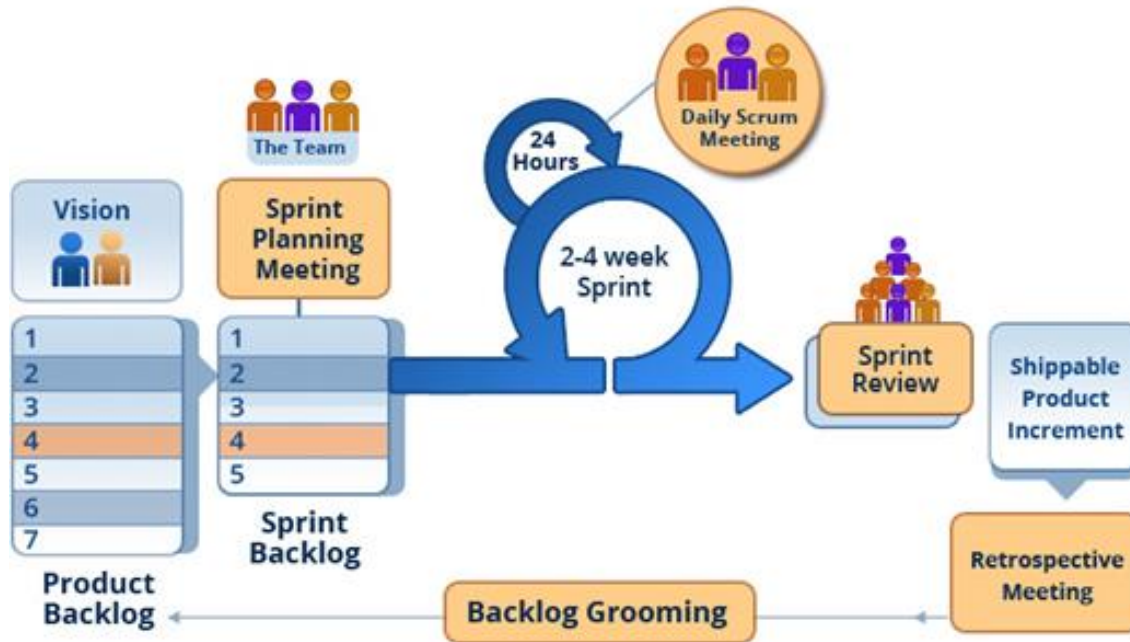 Vision
1
2
3
4
5
6
7
Product
Backlog
The Team
Sprint
Planning
Meeting
1
2
3
4
5
Sprint
Backlog
24
Hours
Daily Scrum
Meeting
2-4 week
Sprint
Sprint
Review
Shippable
Product
Increment
Retrospective
Meeting
Backlog Grooming